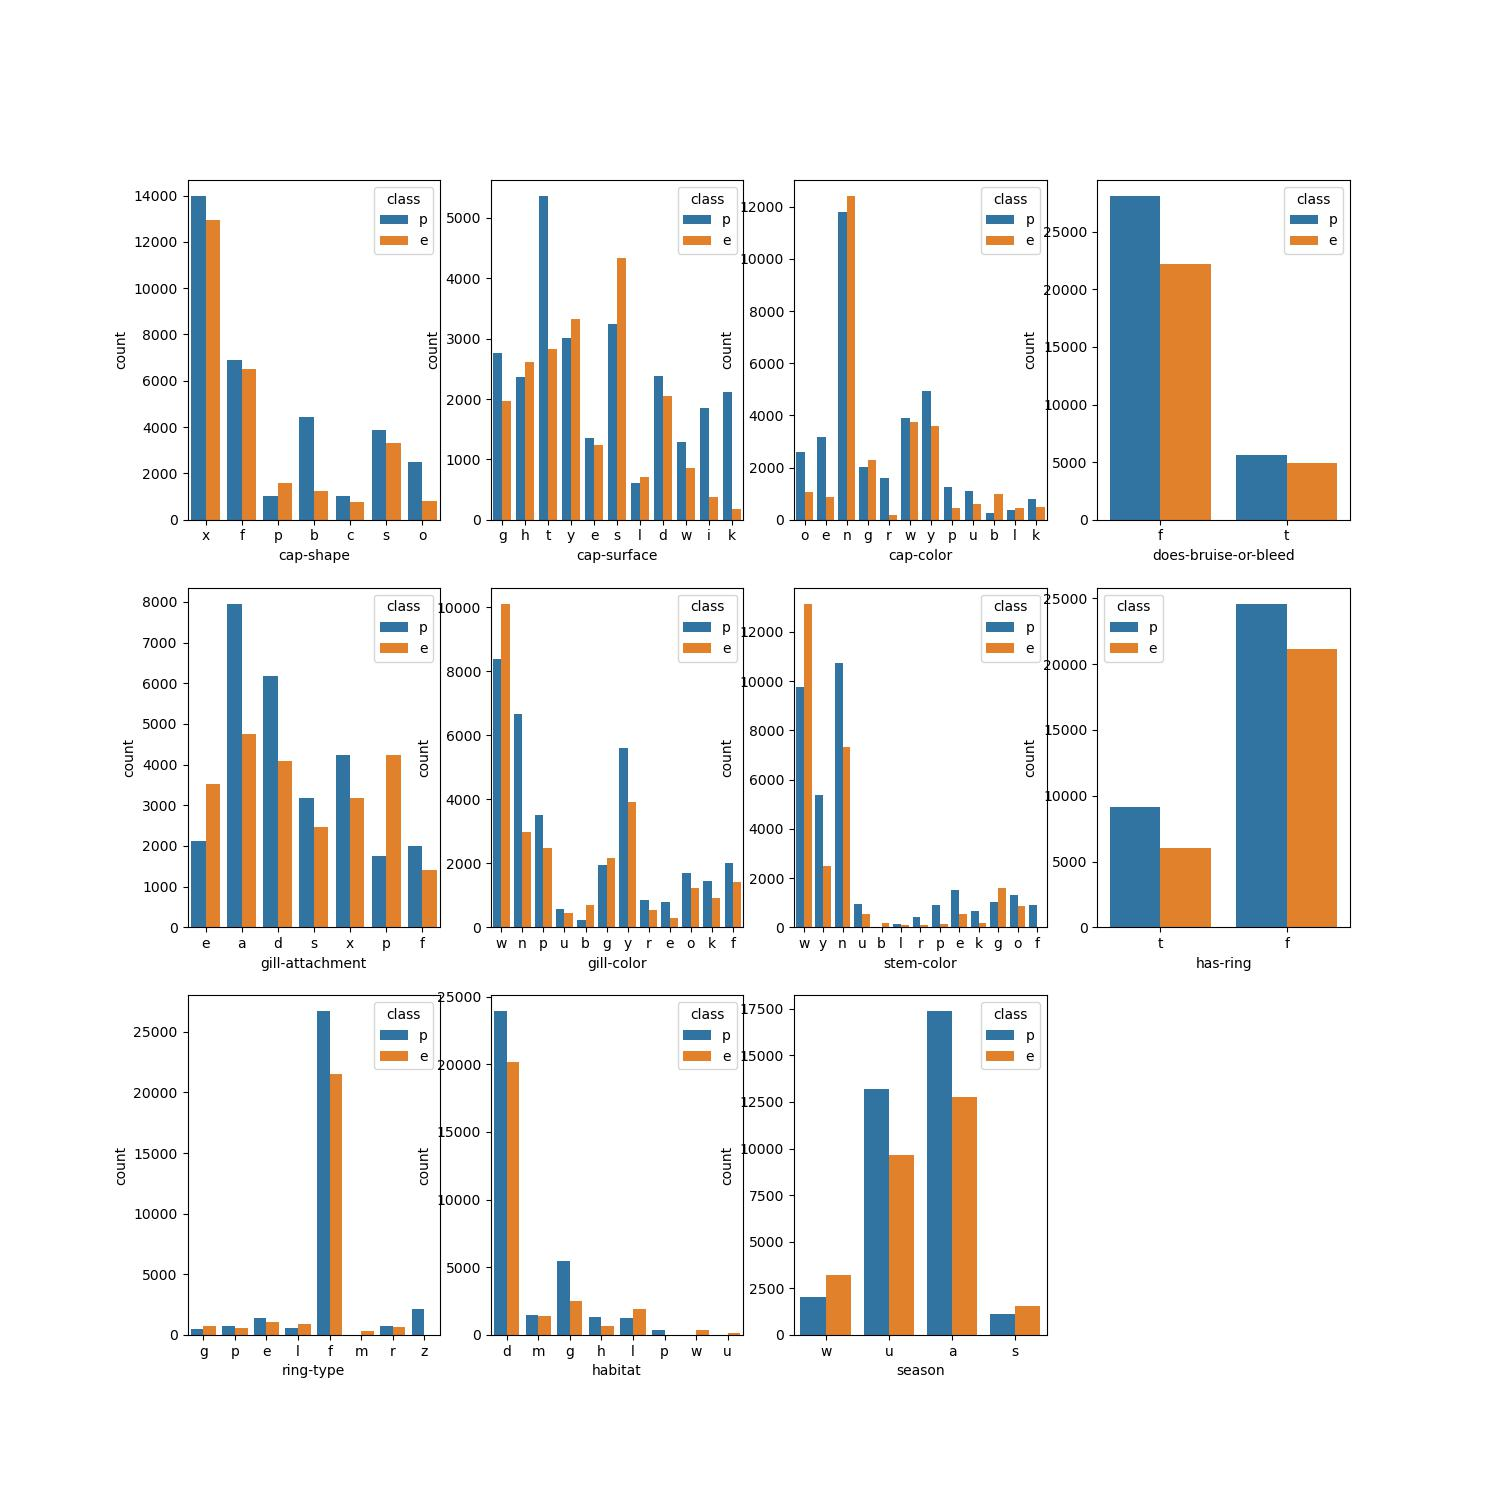 14000
12000
10000
8000
6000
4000
2000
0
count
class
p
e
x f p b c s o
cap-shape
5000
4000
3000
2000
1000
0
count
class
p
e
g h t y e s l d w i k
cap-surface
12000
10000
8000
6000
4000
2000
0
count
class
p
e
o e n g r w y p u b l k
cap-color
25000
20000
15000
10000
5000
0
count
class
p
e
f t
does-bruise-or-bleed
8000
7000
6000
5000
4000
3000
2000
1000
0
count
class
p
e
e a d s x p f
gill-attachment
10000
8000
6000
4000
2000
0
count
class
p
e
w n p u b g y r e o k f
gill-color
12000
10000
8000
6000
4000
2000
0
count
class
p
e
w y n u b l r p e k g o f
stem-color
25000
20000
15000
10000
5000
0
count
class
p
e
t f
has-ring
25000
20000
15000
10000
5000
0
count
class
p
e
g p e l f m r z
ring-type
25000
20000
15000
10000
5000
0
count
class
p
e
d m g h l p w u
habitat
17500
15000
12500
10000
7500
5000
2500
0
count
class
p
e
w u a s
season